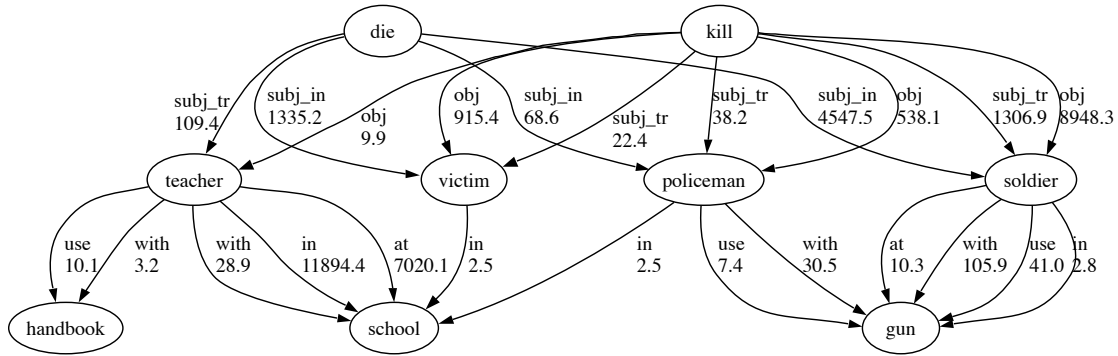 die
kill
subj_tr
109.4
subj_in
1335.2
obj
9.9
obj
915.4
subj_in
68.6
subj_tr
22.4
subj_tr
38.2
subj_in
4547.5
obj
538.1
subj_tr
1306.9
obj
8948.3
teacher
victim
policeman
soldier
use
10.1
with
3.2
with
28.9
in
11894.4
at
7020.1
in
2.5
in
2.5
use
7.4
with
30.5
at
10.3
with
105.9
use
41.0
in
2.8
handbook
school
gun